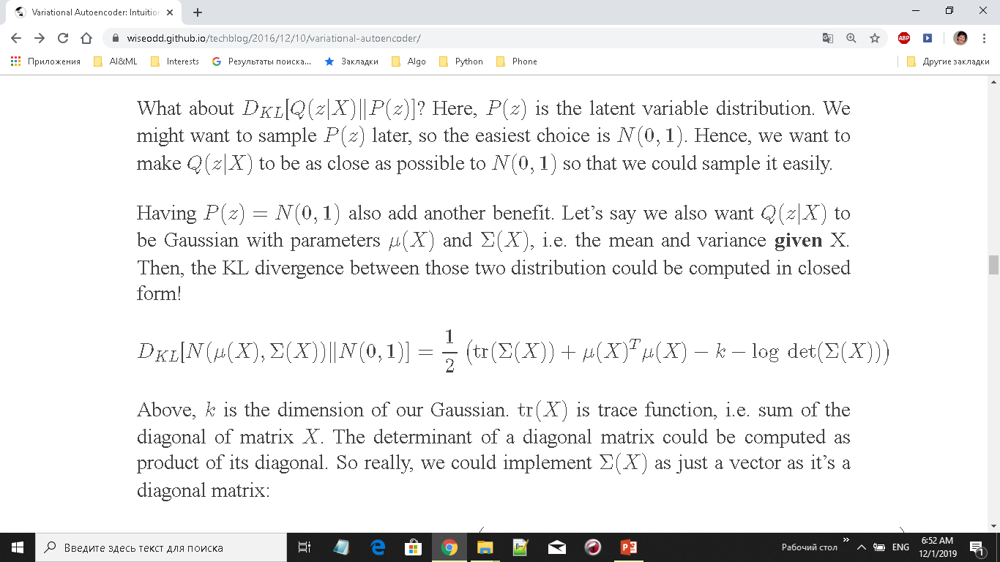 Variational Autoencoder: Intuition
wiseodd.github.io/techblog/2016/12/10/variational-autoencoder/
ABP
Приложения AI&ML Interests Результаты поиска... Закладки Algo Python Phone Другие закладки
What about D_{KL}[Q(z|X)‖P(z)]? Here, P(z) is the latent variable distribution. We
might want to sample P(z) later, so the easiest choice is N(0, 1). Hence, we want to
make Q(z|X) to be as close as possible to N(0, 1) so that we could sample it easily.
Having P(z) = N(0, 1) also add another benefit. Let's say we also want Q(z|X) to
be Gaussian with parameters μ(X) and Σ(X), i.e. the mean and variance given X.
Then, the KL divergence between those two distribution could be computed in closed
form!
D_{KL}[N(μ(X), Σ(X))‖N(0, 1)] = \frac{1}{2} (tr(Σ(X)) + μ(X)^T μ(X) − k − log det(Σ(X)))
Above, k is the dimension of our Gaussian. tr(X) is trace function, i.e. sum of the
diagonal of matrix X. The determinant of a diagonal matrix could be computed as
product of its diagonal. So really, we could implement Σ(X) as just a vector as it's a
diagonal matrix:
Введите здесь текст для поиска
Рабочий стол » ENG
6:52 AM
12/1/2019
1